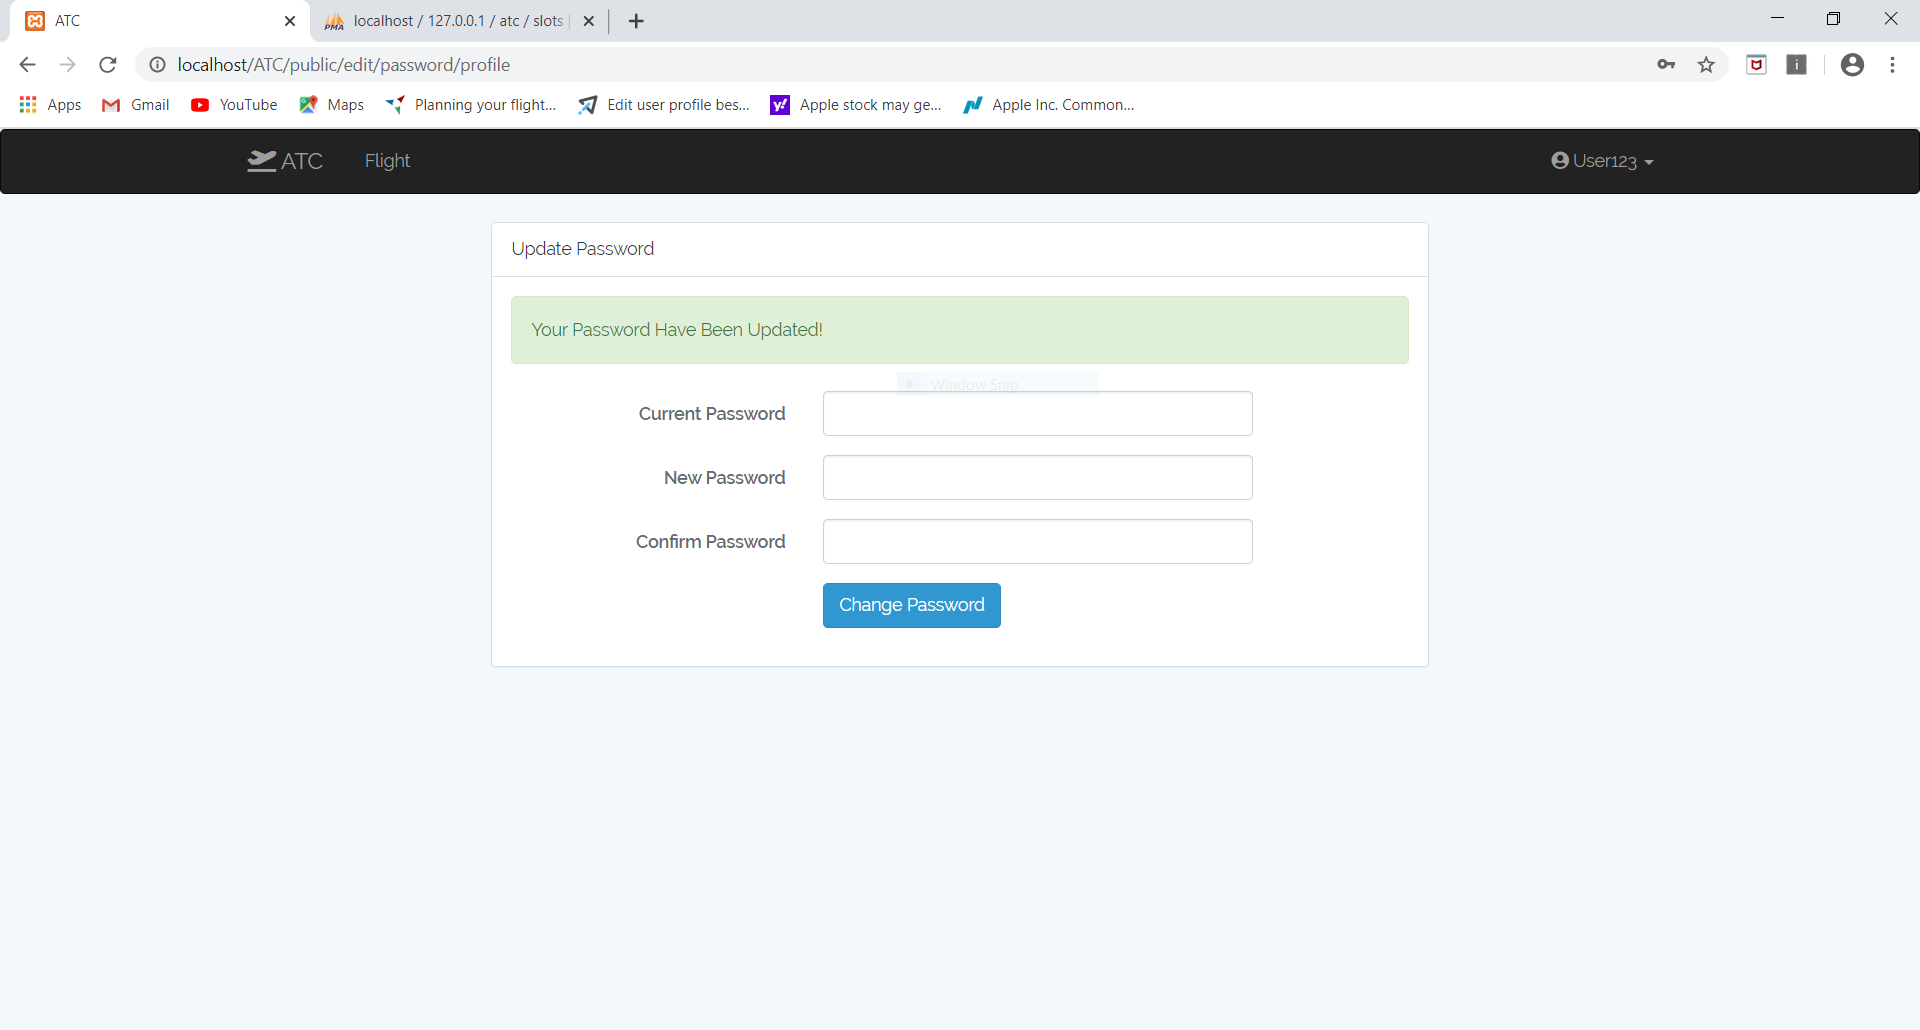 ATC
localhost / 127.0.0.1 / atc / slots
localhost/ATC/public/edit/password/profile
Apps Gmail YouTube Maps Planning your flight... Edit user profile bes... Apple stock may ge... Apple Inc. Common...
ATC Flight User123
Update Password
Your Password Have Been Updated!
Window Snip
Current Password
New Password
Confirm Password
Change Password